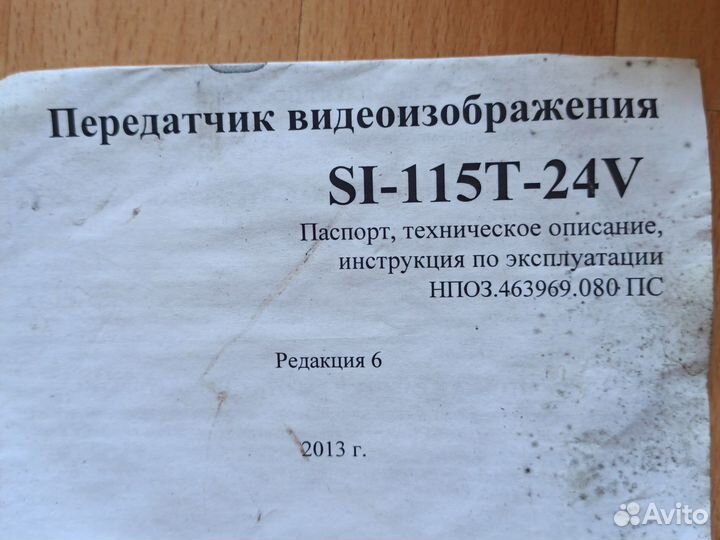 Передатчик видеоизображения
SI-115T-24V
Паспорт, техническое описание,
инструкция по эксплуатации
НПОЗ.463969.080 ПС
Редакция 6
2013 г.
Avito